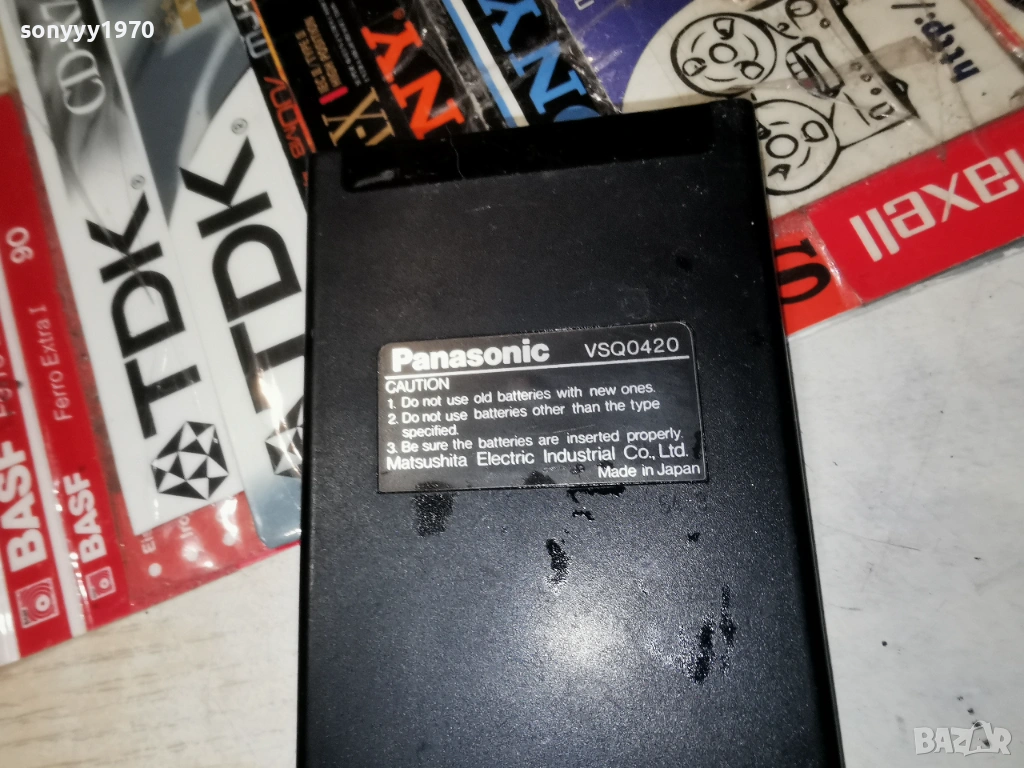 sonyyy1970
Panasonic VSQ0420
CAUTION
1. Do not use old batteries with new ones.
2. Do not use batteries other than the type
specified.
3. Be sure the batteries are inserted properly.
Matsushita Electric Industrial Co., Ltd.
Made in Japan
TDK
TDK
BASF
BASF
Ferro Extra I
90
maxell
http:/
BAZAR